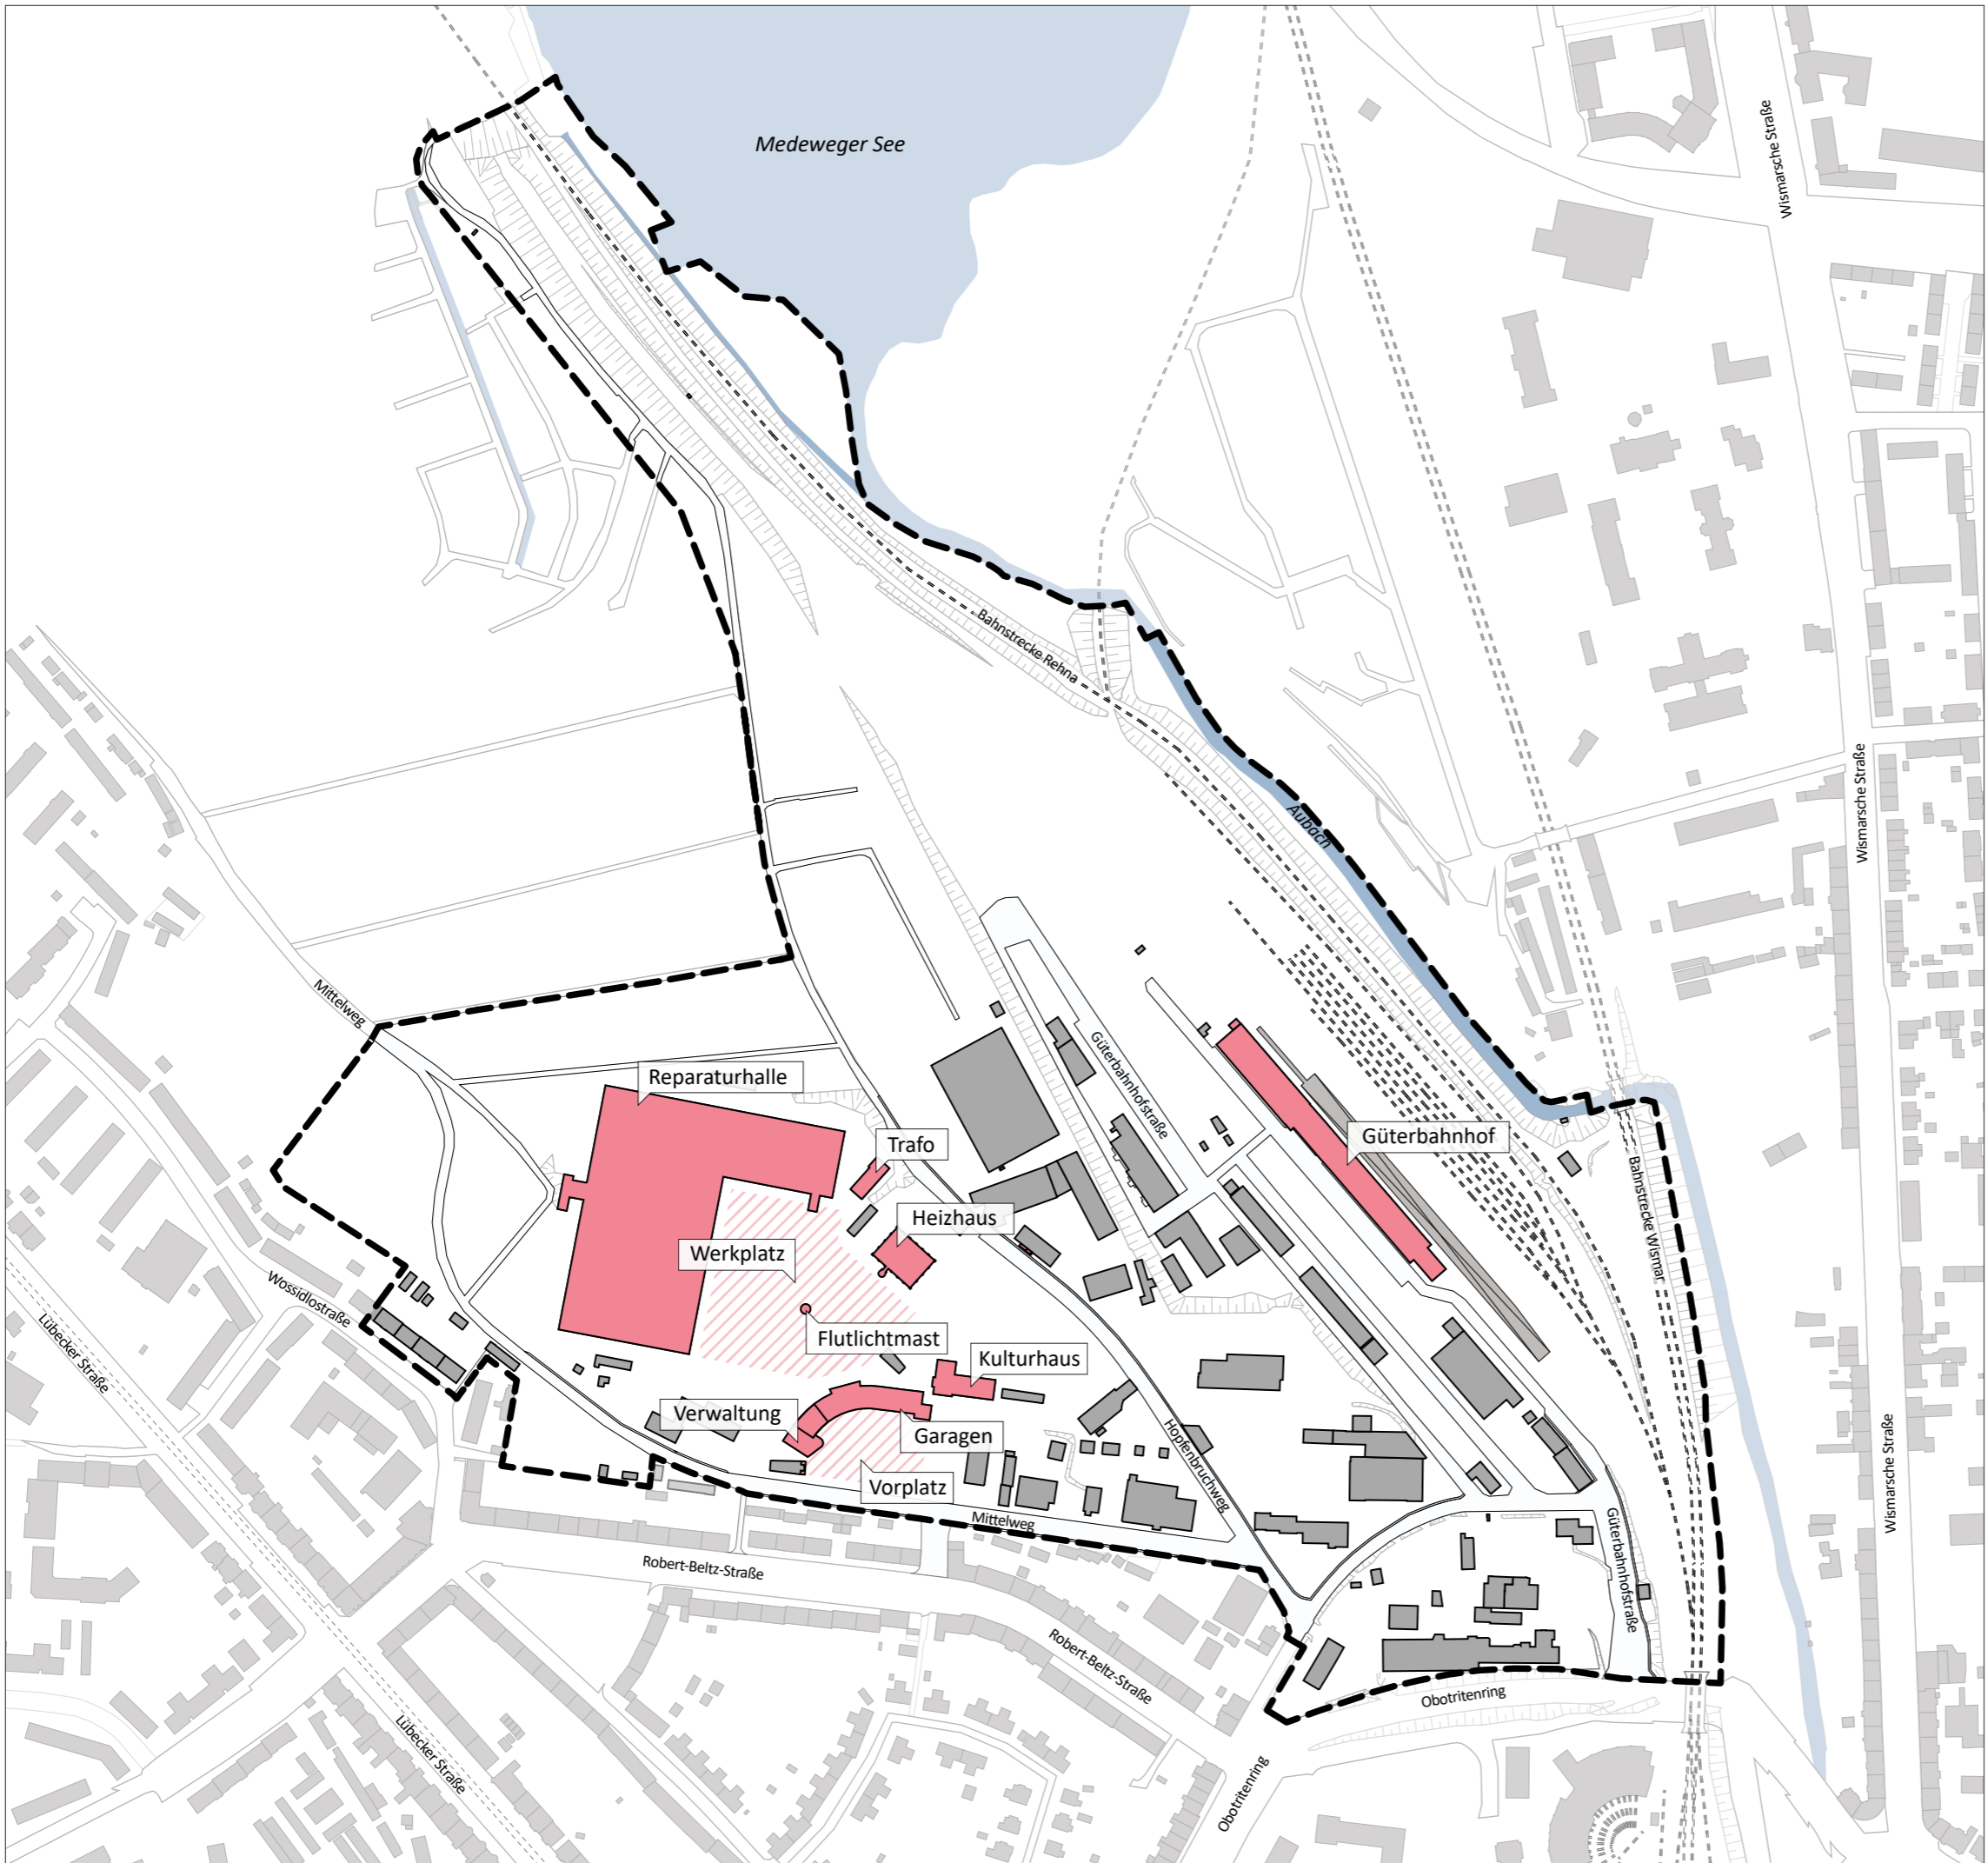 Wismarsche Straße
Medeweger See
Bahnstrecke Rehna
Wismarsche Straße
Aubach
Mittelweg
Güterbahnhofstraße
Reparaturhalle
Güterbahnhof
Trafo
Bahnstrecke Wismar
Heizhaus
Werkplatz
Wossidlostraße
Lübecker Straße
Flutlichtmast
Kulturhaus
Verwaltung
Garagen
Hopfenbruchweg
Wismarsche Straße
Vorplatz
Mittelweg
Güterbahnhofstraße
Robert-Beltz-Straße
Robert-Beltz-Straße
Obotritenring
Lübecker Straße
Obotritenring